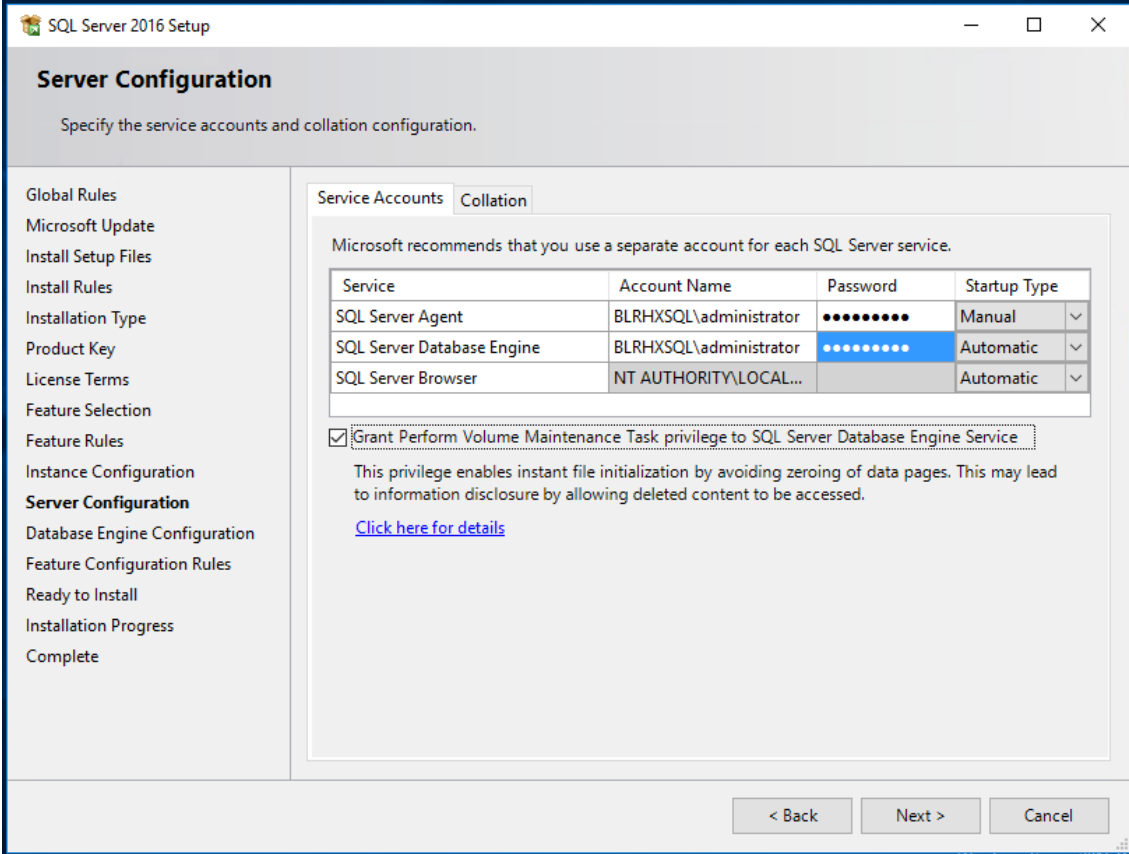 SQL Server 2016 Setup
Server Configuration
Specify the service accounts and collation configuration.
Global Rules
Microsoft Update
Install Setup Files
Install Rules
Installation Type
Product Key
License Terms
Feature Selection
Feature Rules
Instance Configuration
Server Configuration
Database Engine Configuration
Feature Configuration Rules
Ready to Install
Installation Progress
Complete
Service Accounts Collation
Microsoft recommends that you use a separate account for each SQL Server service.
Service Account Name Password Startup Type
SQL Server Agent BLRHXSQL\administrator ●●●●●●●●● Manual
SQL Server Database Engine BLRHXSQL\administrator ●●●●●●●●● Automatic
SQL Server Browser NT AUTHORITY\LOCAL... Automatic
Grant Perform Volume Maintenance Task privilege to SQL Server Database Engine Service
This privilege enables instant file initialization by avoiding zeroing of data pages. This may lead
to information disclosure by allowing deleted content to be accessed.
Click here for details
< Back Next > Cancel